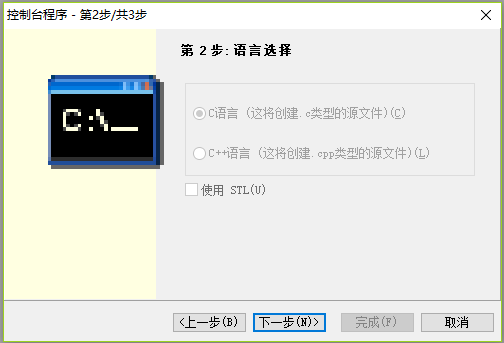 控制台程序 - 第2步/共3步
第 2 步: 语言选择
C:\_
C语言 (这将创建.c类型的源文件)(C)
C++语言 (这将创建.cpp类型的源文件)(L)
使用 STL(U)
<上一步(B)
下一步(N)>
完成(F)
取消